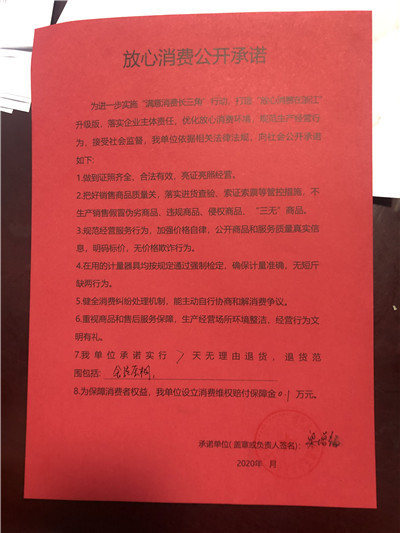 放心消费公开承诺
为进一步实施“满意消费长三角”行动，打造“放心消费在浙江”
升级版，落实企业主体责任，优化放心消费环境，规范生产经营行
为，接受社会监督，我单位依据相关法律法规，向社会公开承诺
如下:
1.做到证照齐全、合法有效，亮证亮照经营。
2.把好销售商品质量关，落实进货查验、索证索票等管控措施，不
生产销售假冒伪劣商品、违规商品、侵权商品、“三无”商品。
3.规范经营服务行为，加强价格自律，公开商品和服务质量真实信
息，明码标价，无价格欺诈行为。
4.在用的计量器具均按规定通过强制检定，确保计量准确，无短斤
缺两行为。
5.健全消费纠纷处理机制，能主动自行协商和解消费争议。
6.重视商品和售后服务保障，生产经营场所环境整洁，经营行为文
明有礼。
7.我单位承诺实行 7 天无理由退货，退货范
围包括:
8.为保障消费者权益，我单位设立消费维权赔付保障金 0.1 万元。
承诺单位(盖章或负责人签名):
2020年 月